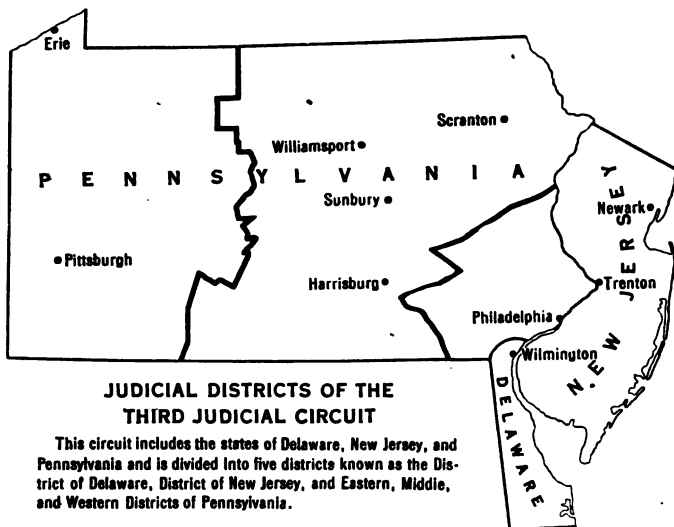 Erie
Scranton
Williamsport
PENNSYLVANIA
Sunbury
Newark
Pittsburgh
Harrisburg
Trenton
Philadelphia
NEW JERSEY
Wilmington
DELAWARE
JUDICIAL DISTRICTS OF THE
THIRD JUDICIAL CIRCUIT
This circuit includes the states of Delaware, New Jersey, and
Pennsylvania and is divided into five districts known as the Dis-
trict of Delaware, District of New Jersey, and Eastern, Middle,
and Western Districts of Pennsylvania.